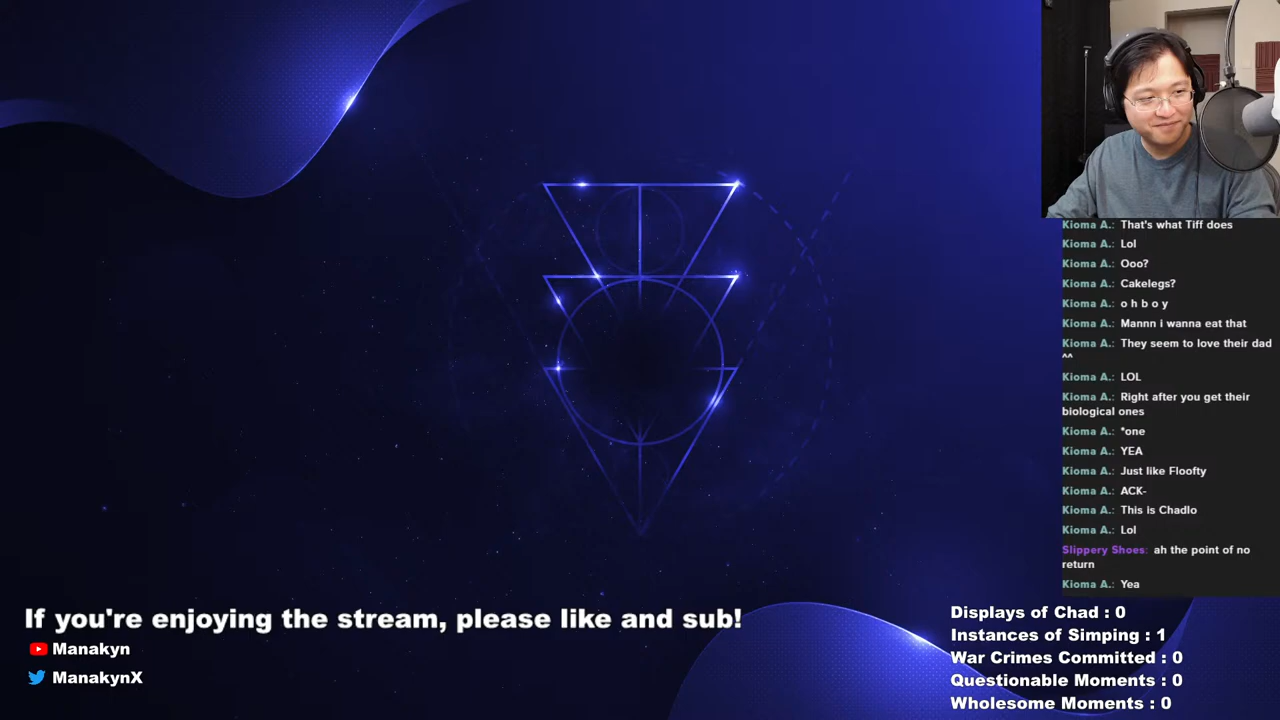 Kioma A.: That's what Tiff does
Kioma A.: Lol
Kioma A.: Ooo?
Kioma A.: Cakelegs?
Kioma A.: o h b o y
Kioma A.: Mannn i wanna eat that
Kioma A.: They seem to love their dad
^^
Kioma A.: LOL
Kioma A.: Right after you get their
biological ones
Kioma A.: *one
Kioma A.: YEA
Kioma A.: Just like Floofty
Kioma A.: ACK-
Kioma A.: This is Chadlo
Kioma A.: Lol
Slippery Shoes: ah the point of no
return
Kioma A.: Yea
If you're enjoying the stream, please like and sub!
Manakyn
ManakynX
Displays of Chad : 0
Instances of Simping : 1
War Crimes Committed : 0
Questionable Moments : 0
Wholesome Moments : 0